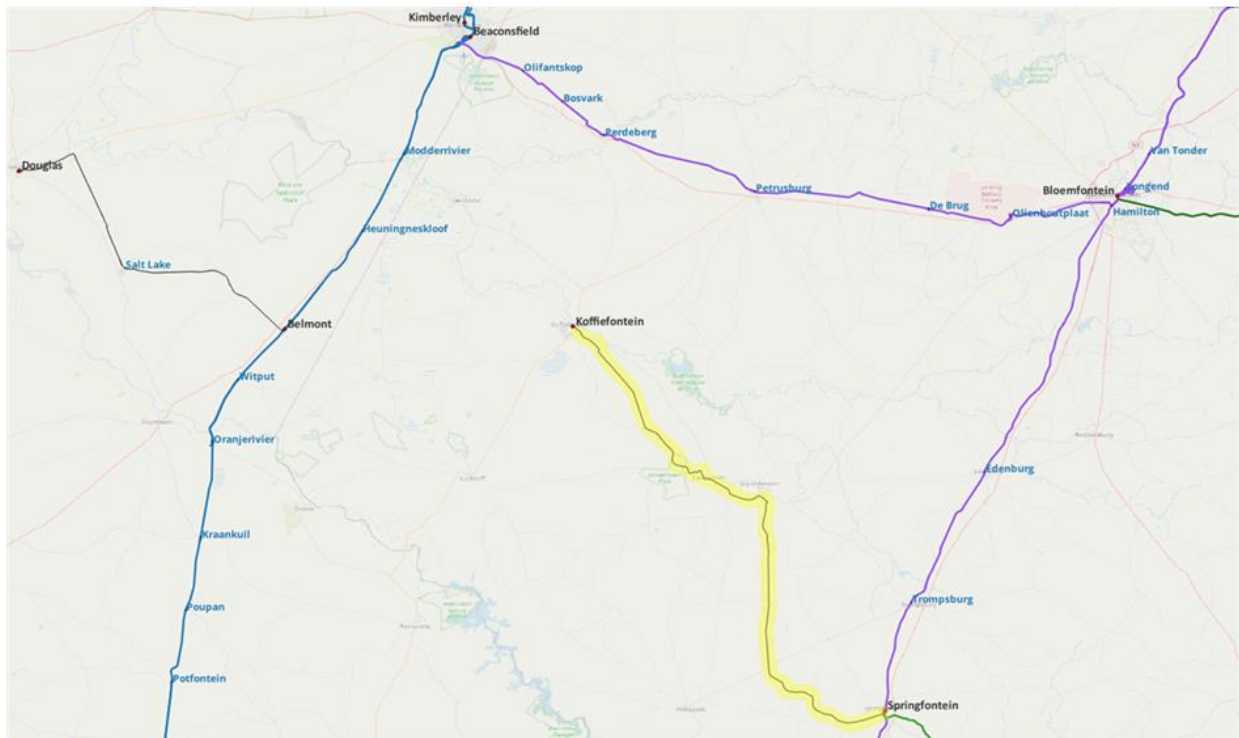 Kimberley
Beaconsfield
Olifantskop
Bosvark
Perdeberg
Modderrivier
Van Tonder
Douglas
Petrusburg
Bloemfontein
De Brug
Olienhoutplaat
Hamilton
Heuningneskloof
Salt Lake
Belmont
Koffiefontein
Witput
Oranjerivier
Edenburg
Luckhoff
Kraankuil
Poupan
Trompsburg
Potfontein
Springfontein